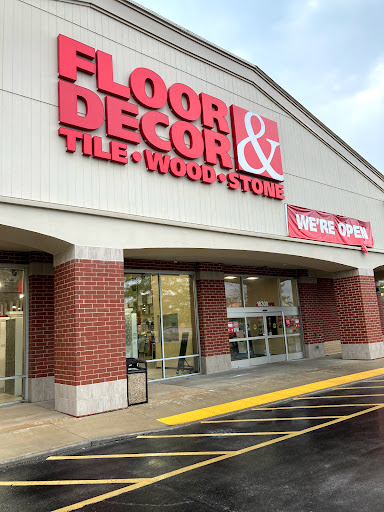 FLOOR
& DECOR
TILE • WOOD • STONE
WE'RE OPEN